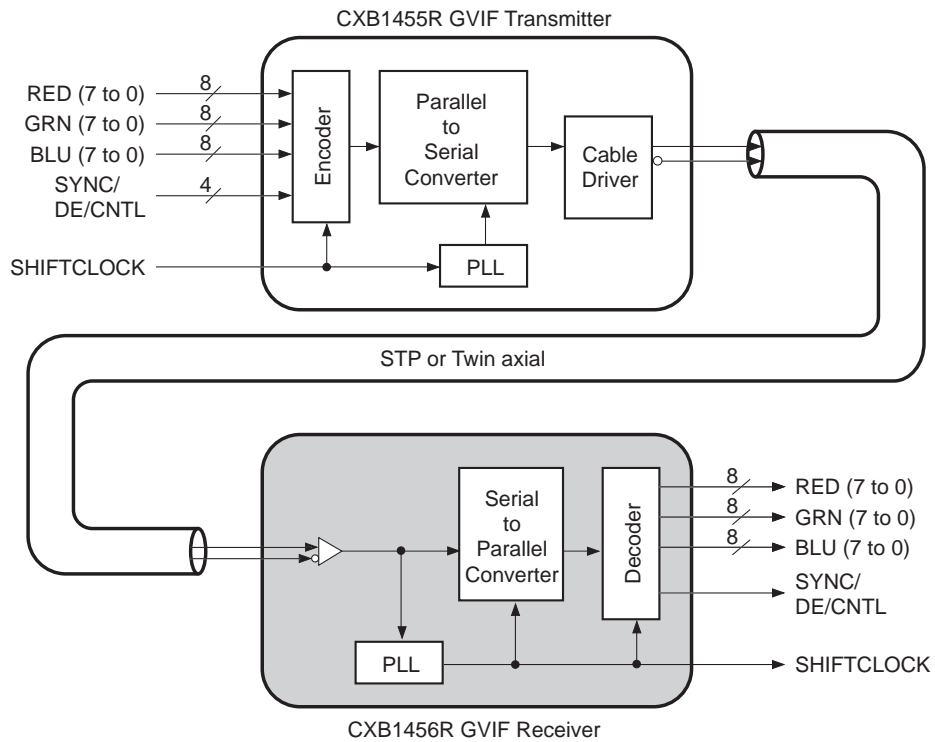 CXB1455R GVIF Transmitter
RED (7 to 0)
8
GRN (7 to 0)
8
BLU (7 to 0)
8
SYNC/
DE/CNTL
4
SHIFTCLOCK
Encoder
Parallel
to
Serial
Converter
PLL
Cable
Driver
STP or Twin axial
Serial
to
Parallel
Converter
PLL
Decoder
8
RED (7 to 0)
8
GRN (7 to 0)
8
BLU (7 to 0)
SYNC/
DE/CNTL
SHIFTCLOCK
CXB1456R GVIF Receiver